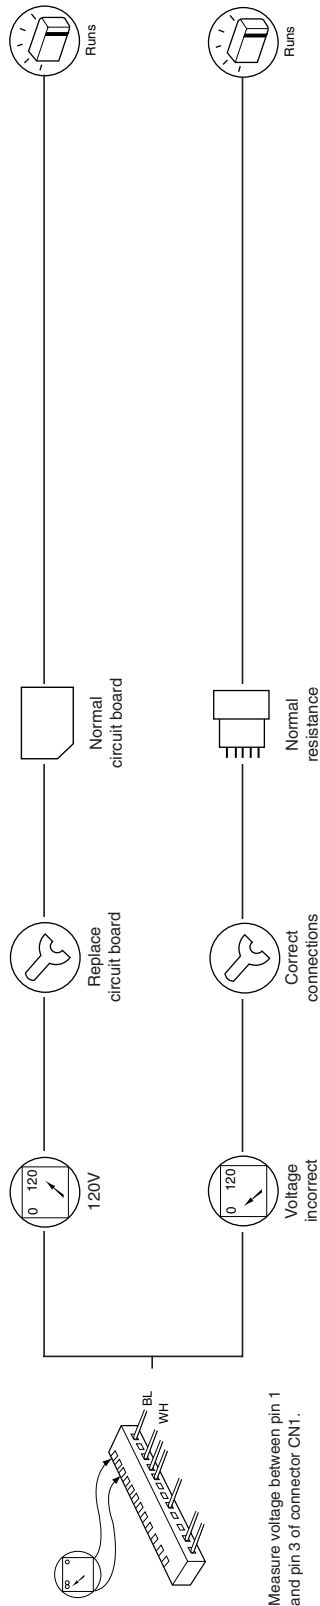 BL
WH
Measure voltage between pin 1
and pin 3 of connector CN1.
0 120
120V
Replace
circuit board
Normal
circuit board
Runs
0 120
Voltage
incorrect
Correct
connections
Normal
resistance
Runs